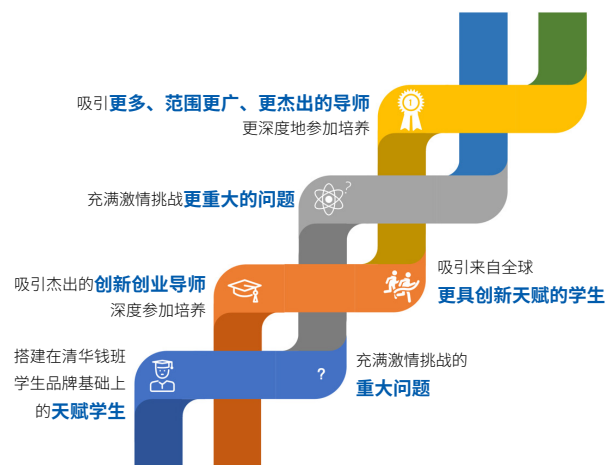 吸引更多、范围更广、更杰出的导师
更深度地参加培养
充满激情挑战更重大的问题
吸引杰出的创新创业导师
深度参加培养
吸引来自全球
更具创新天赋的学生
搭建在清华钱班
学生品牌基础上
的天赋学生
充满激情挑战的
重大问题
1
?
?